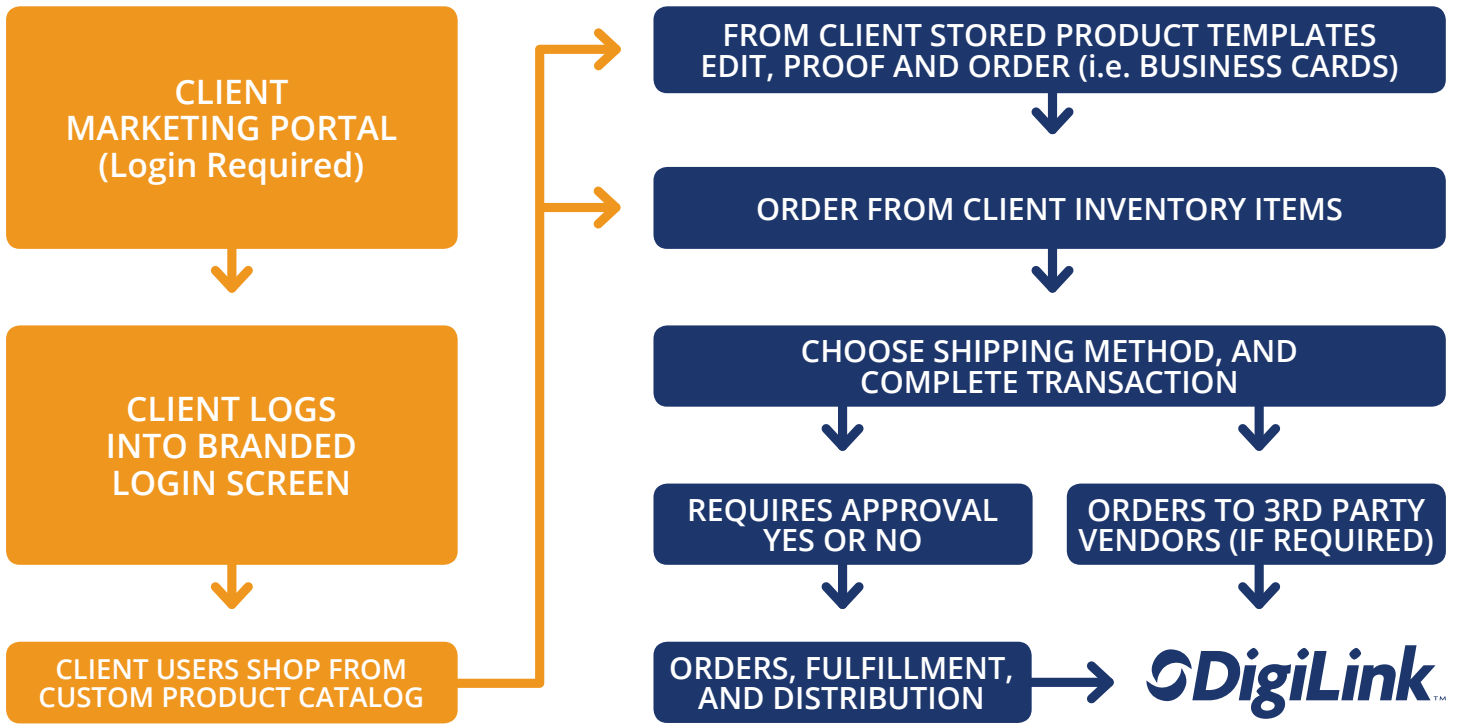 CLIENT
MARKETING PORTAL
(Login Required)
CLIENT LOGS
INTO BRANDED
LOGIN SCREEN
CLIENT USERS SHOP FROM
CUSTOM PRODUCT CATALOG
FROM CLIENT STORED PRODUCT TEMPLATES
EDIT, PROOF AND ORDER (i.e. BUSINESS CARDS)
ORDER FROM CLIENT INVENTORY ITEMS
CHOOSE SHIPPING METHOD, AND
COMPLETE TRANSACTION
REQUIRES APPROVAL
YES OR NO
ORDERS TO 3RD PARTY
VENDORS (IF REQUIRED)
ORDERS, FULFILLMENT,
AND DISTRIBUTION
DigiLink™